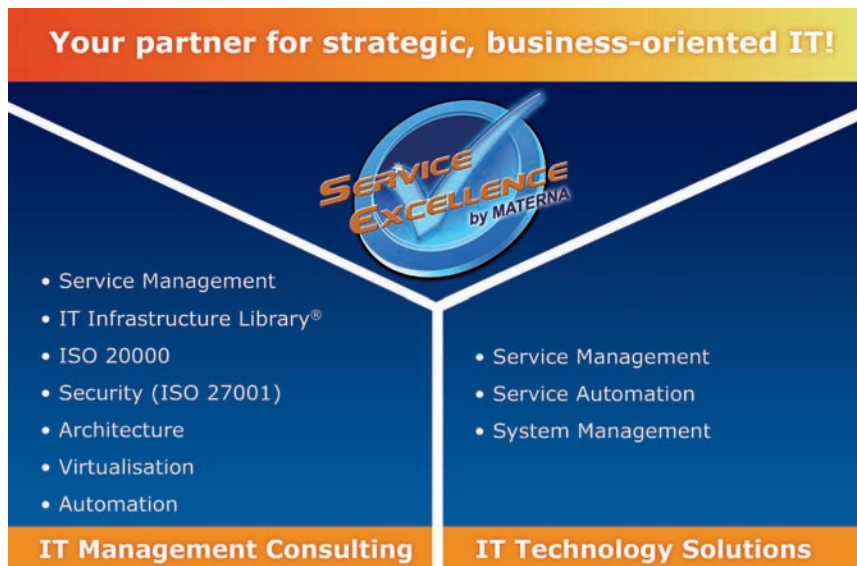 Your partner for strategic, business-oriented IT!
SERVICE
EXCELLENCE
by MATERNA
• Service Management
• IT Infrastructure Library®
• ISO 20000
• Security (ISO 27001)
• Architecture
• Virtualisation
• Automation
IT Management Consulting
• Service Management
• Service Automation
• System Management
IT Technology Solutions